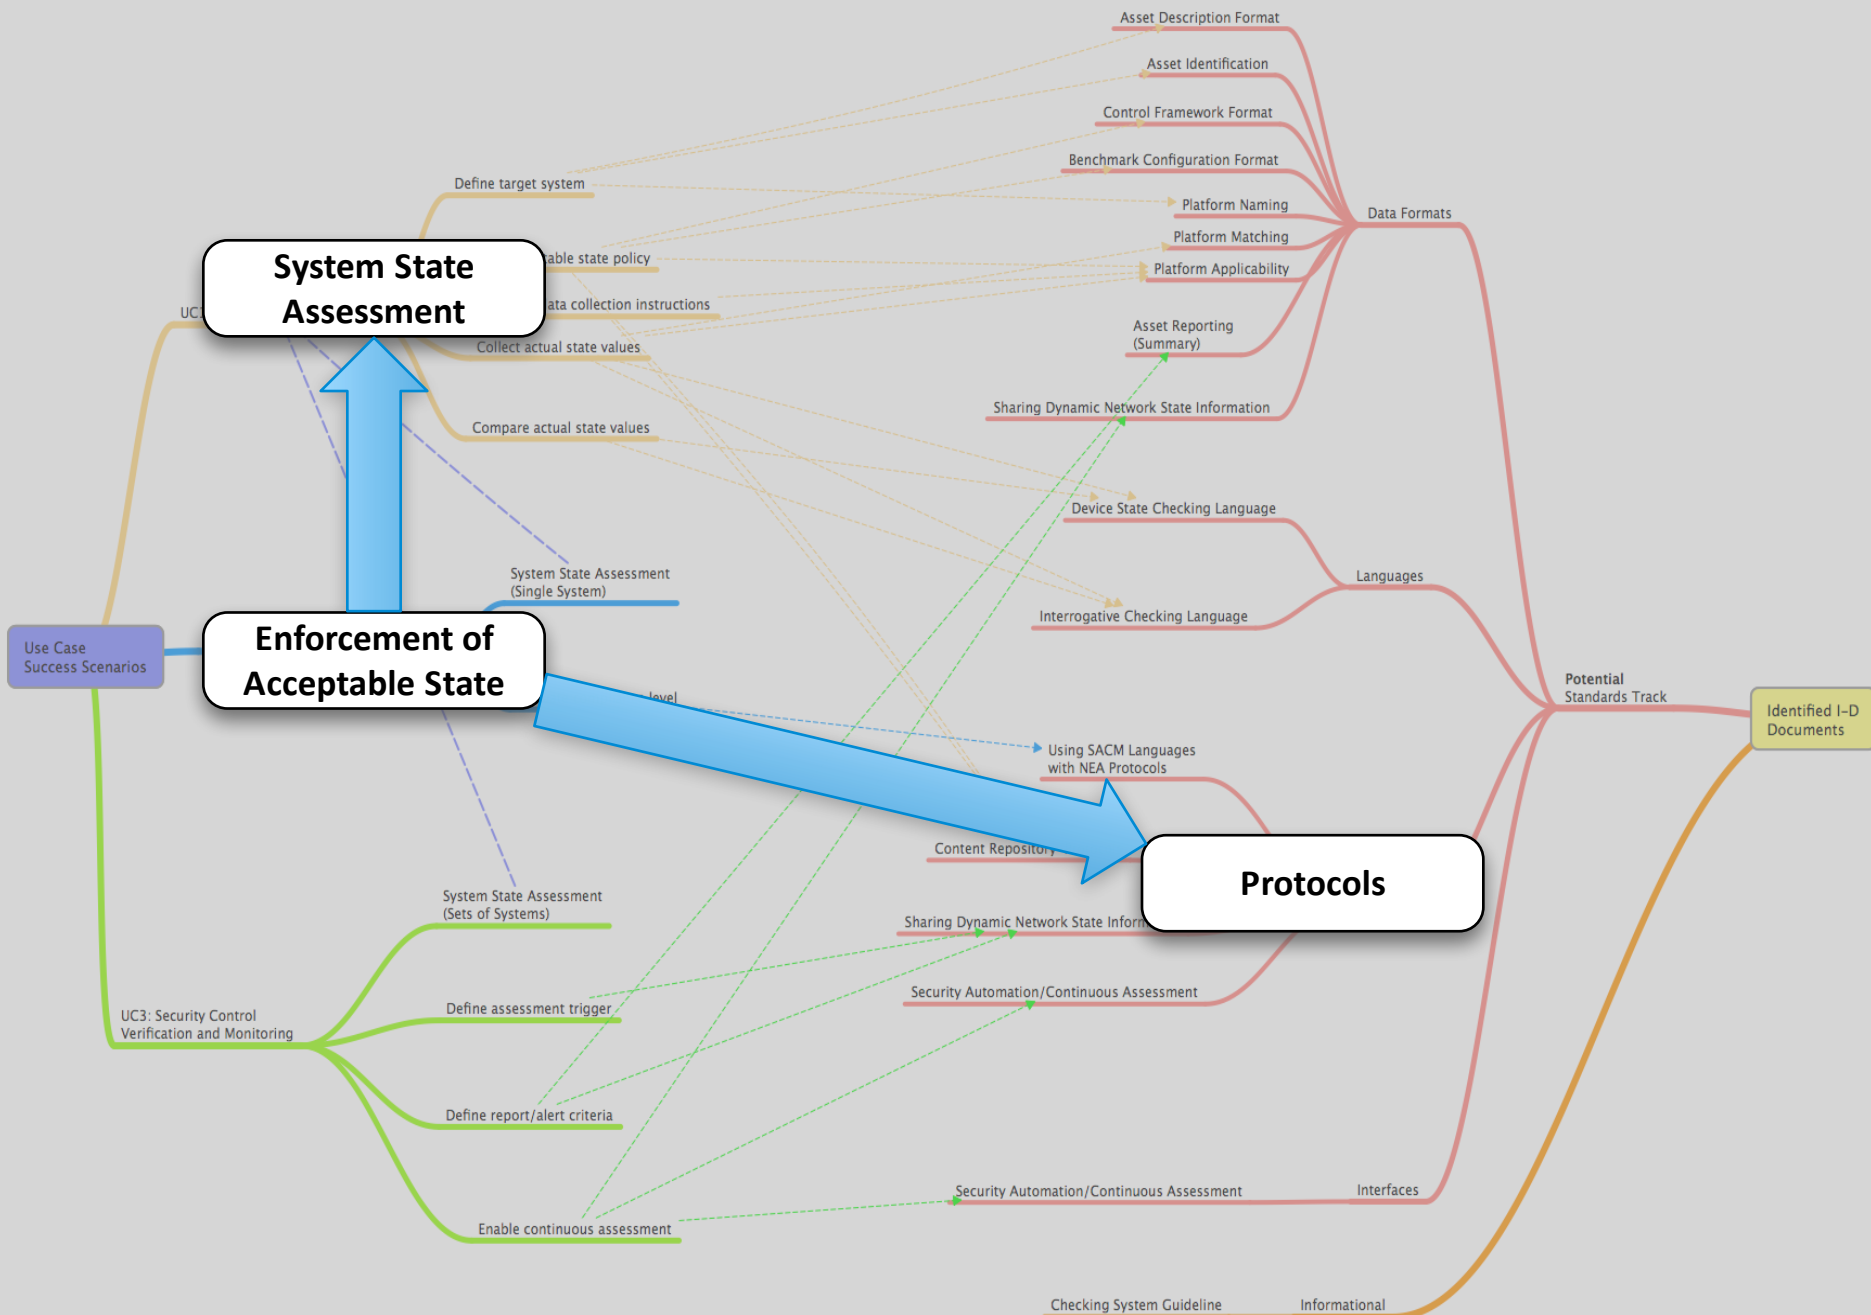 Asset Description Format
Asset Identification
Control Framework Format
Benchmark Configuration Format
Define target system
Platform Naming
Data Formats
Platform Matching
System State
Assessment
state policy
Platform Applicability
collection instructions
Asset Reporting
(Summary)
Collect actual state values
Sharing Dynamic Network State Information
Compare actual state values
Device State Checking Language
System State Assessment
(Single System)
Languages
Interrogative Checking Language
Use Case
Success Scenarios
Enforcement of
Acceptable State
level
Potential
Standards Track
Identified I-D
Documents
Using SACM Languages
with NEA Protocols
Content Repository
Protocols
System State Assessment
(Sets of Systems)
Sharing Dynamic Network State
Security Automation/Continuous Assessment
Define assessment trigger
UC3: Security Control
Verification and Monitoring
Define report/alert criteria
Security Automation/Continuous Assessment
Interfaces
Enable continuous assessment
Checking System Guideline
Informational